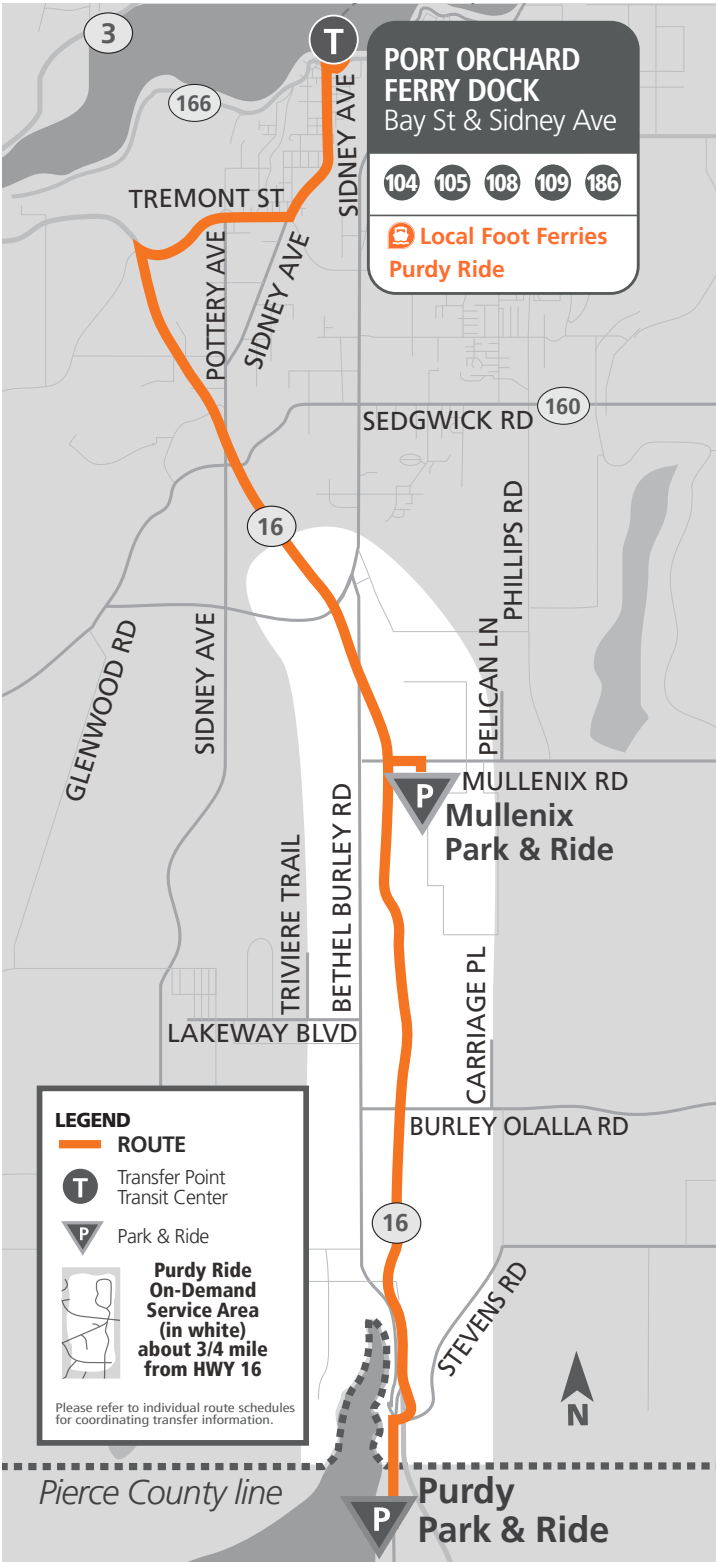 3
T
PORT ORCHARD
FERRY DOCK
Bay St & Sidney Ave
104 105 108 109 186
Local Foot Ferries
Purdy Ride
166
SIDNEY AVE
TREMONT ST
POTTERY AVE
SIDNEY AVE
SEDGWICK RD
160
16
PHILLIPS RD
GLENWOOD RD
SIDNEY AVE
PELICAN LN
MULLENIX RD
P
Mullenix
Park & Ride
BETHEL BURLEY RD
TRIVIERE TRAIL
LAKEWAY BLVD
CARRIAGE PL
BURLEY OLALLA RD
16
STEVENS RD
LEGEND
ROUTE
T
Transfer Point
Transit Center
P
Park & Ride
Purdy Ride
On-Demand
Service Area
(in white)
about 3/4 mile
from HWY 16
Please refer to individual route schedules
for coordinating transfer information.
N
Pierce County line
P
Purdy
Park & Ride